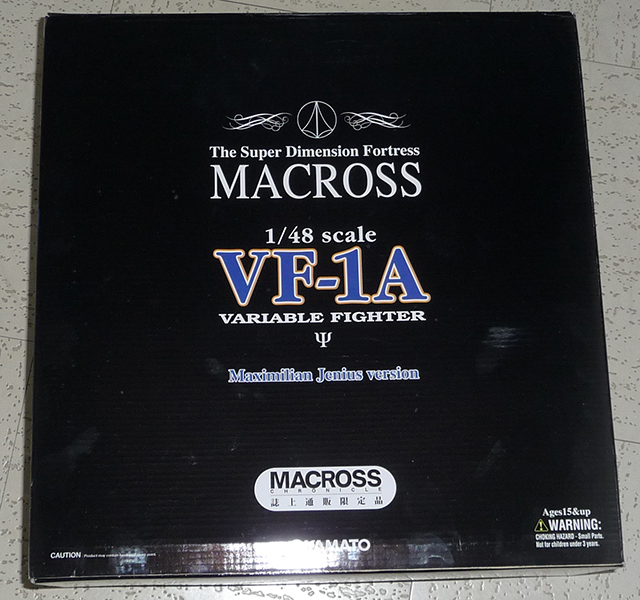 The Super Dimension Fortress
MACROSS
1/48 scale
VF-1A
VARIABLE FIGHTER
Ψ
Maximilian Jenius version
MACROSS
CHRONICLE
誌上通販限定品
Ages15&up
WARNING:
CHOKING HAZARD - Small Parts.
Not for children under 3 years.
YAMATO
CAUTION Product may